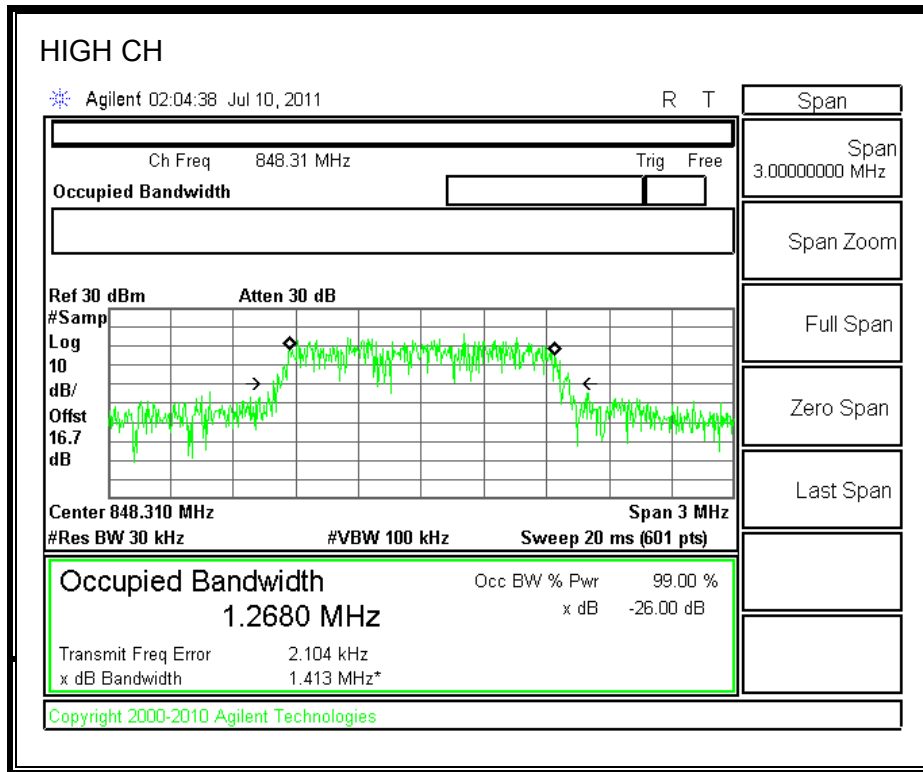 HIGH CH
Agilent 02:04:38 Jul 10, 2011 R T
Span
Ch Freq 848.31 MHz Trig Free
Occupied Bandwidth
Span
3.00000000 MHz
Span Zoom
Full Span
Zero Span
Last Span
Ref 30 dBm Atten 30 dB
#Samp
Log
10
dB/
Offst
16.7
dB
Center 848.310 MHz Span 3 MHz
#Res BW 30 kHz #VBW 100 kHz Sweep 20 ms (601 pts)
Occupied Bandwidth Occ BW % Pwr 99.00 %
1.2680 MHz x dB -26.00 dB
Transmit Freq Error 2.104 kHz
x dB Bandwidth 1.413 MHz*
Copyright 2000-2010 Agilent Technologies